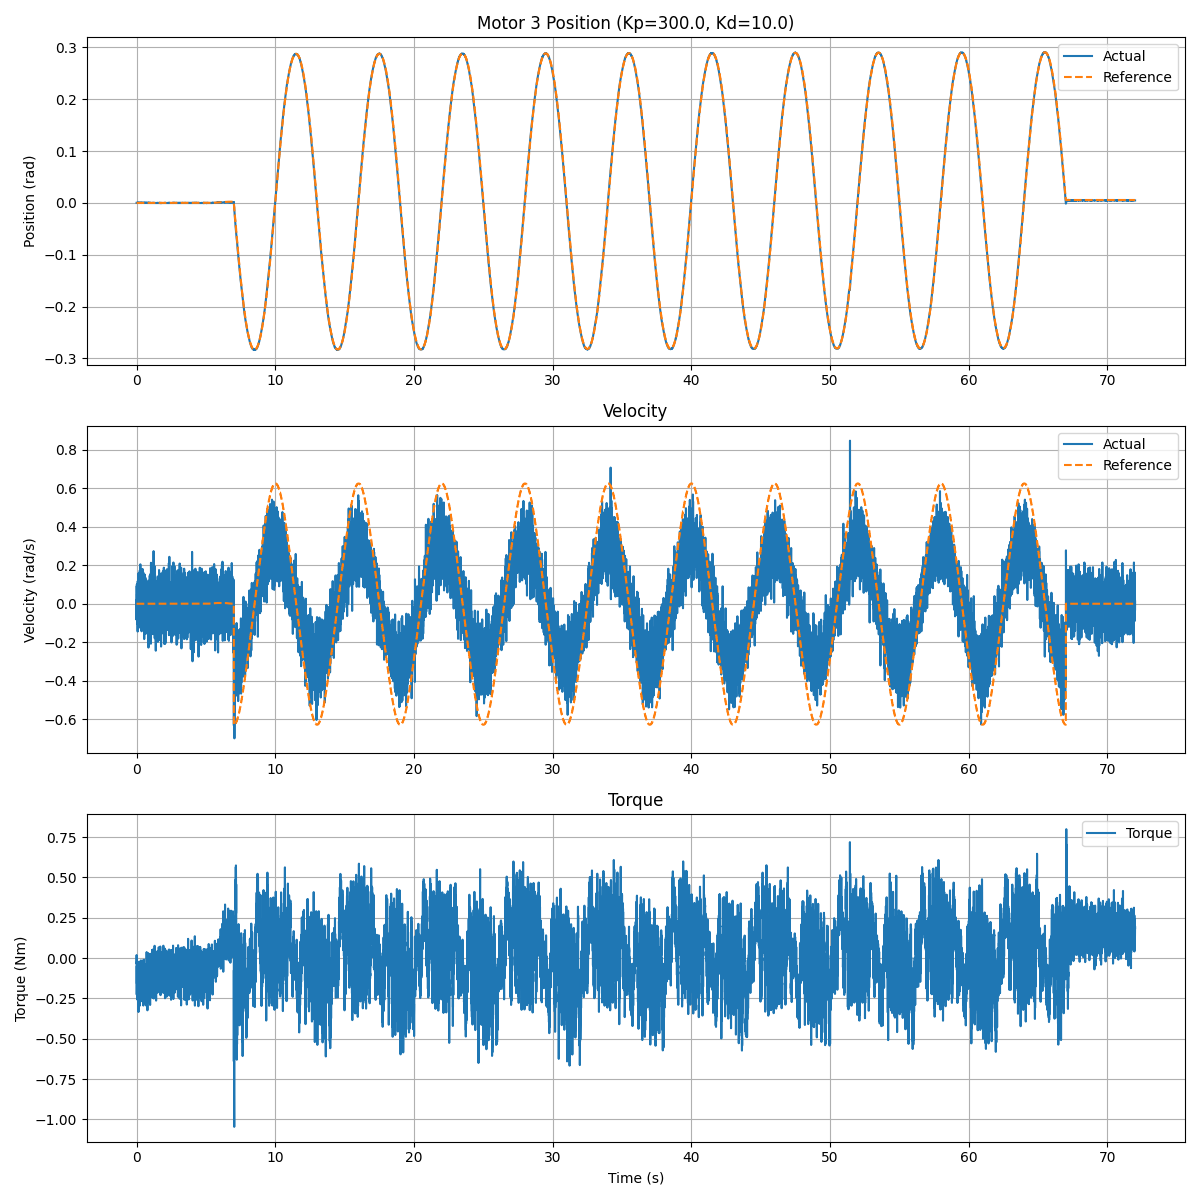 Motor 3 Position (Kp=300.0, Kd=10.0)
0.3
0.2
0.1
0.0
−0.1
−0.2
−0.3
Position (rad)
Actual
Reference
0 10 20 30 40 50 60 70
Velocity
0.8
0.6
0.4
0.2
0.0
−0.2
−0.4
−0.6
Velocity (rad/s)
Actual
Reference
0 10 20 30 40 50 60 70
Torque
0.75
0.50
0.25
0.00
−0.25
−0.50
−0.75
−1.00
Torque (Nm)
Torque
0 10 20 30 40 50 60 70
Time (s)